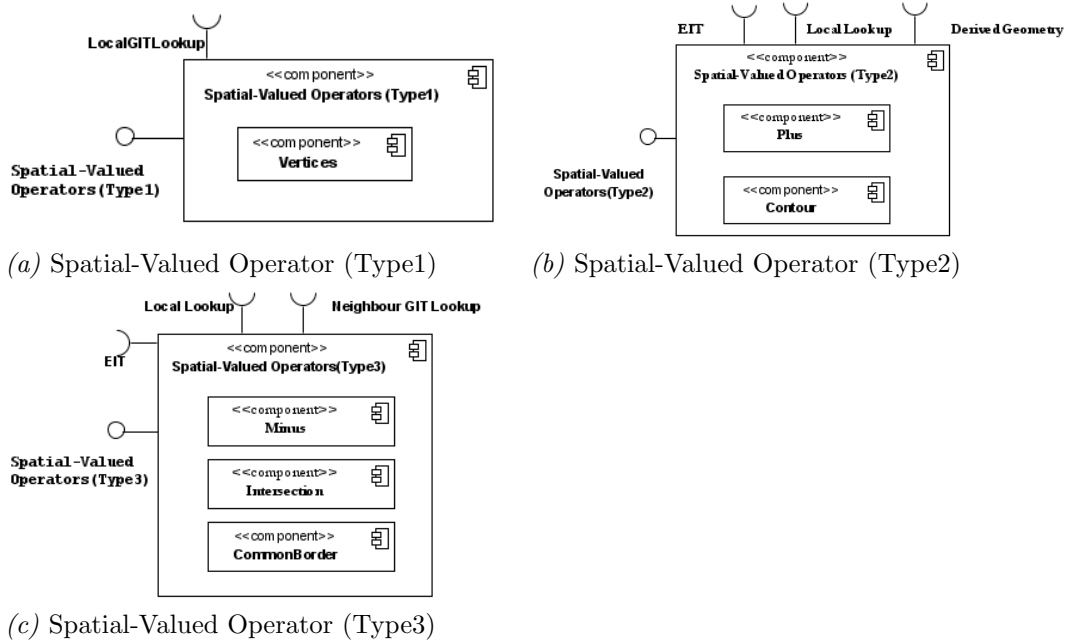 LocalGITLookup
<<component>>
Spatial-Valued Operators (Type1)
<<component>>
Vertices
Spatial-Valued
Operators(Type1)
(a) Spatial-Valued Operator (Type1)
EIT
Local Lookup
Derived Geometry
<<component>>
Spatial-Valued Operators (Type2)
<<component>>
Plus
<<component>>
Contour
Spatial-Valued
Operators(Type2)
(b) Spatial-Valued Operator (Type2)
Local Lookup
Neighbour GIT Lookup
EIT
<<component>>
Spatial-Valued Operators(Type3)
<<component>>
Minus
<<component>>
Intersection
<<component>>
CommonBorder
Spatial-Valued
Operators(Type3)
(c) Spatial-Valued Operator (Type3)